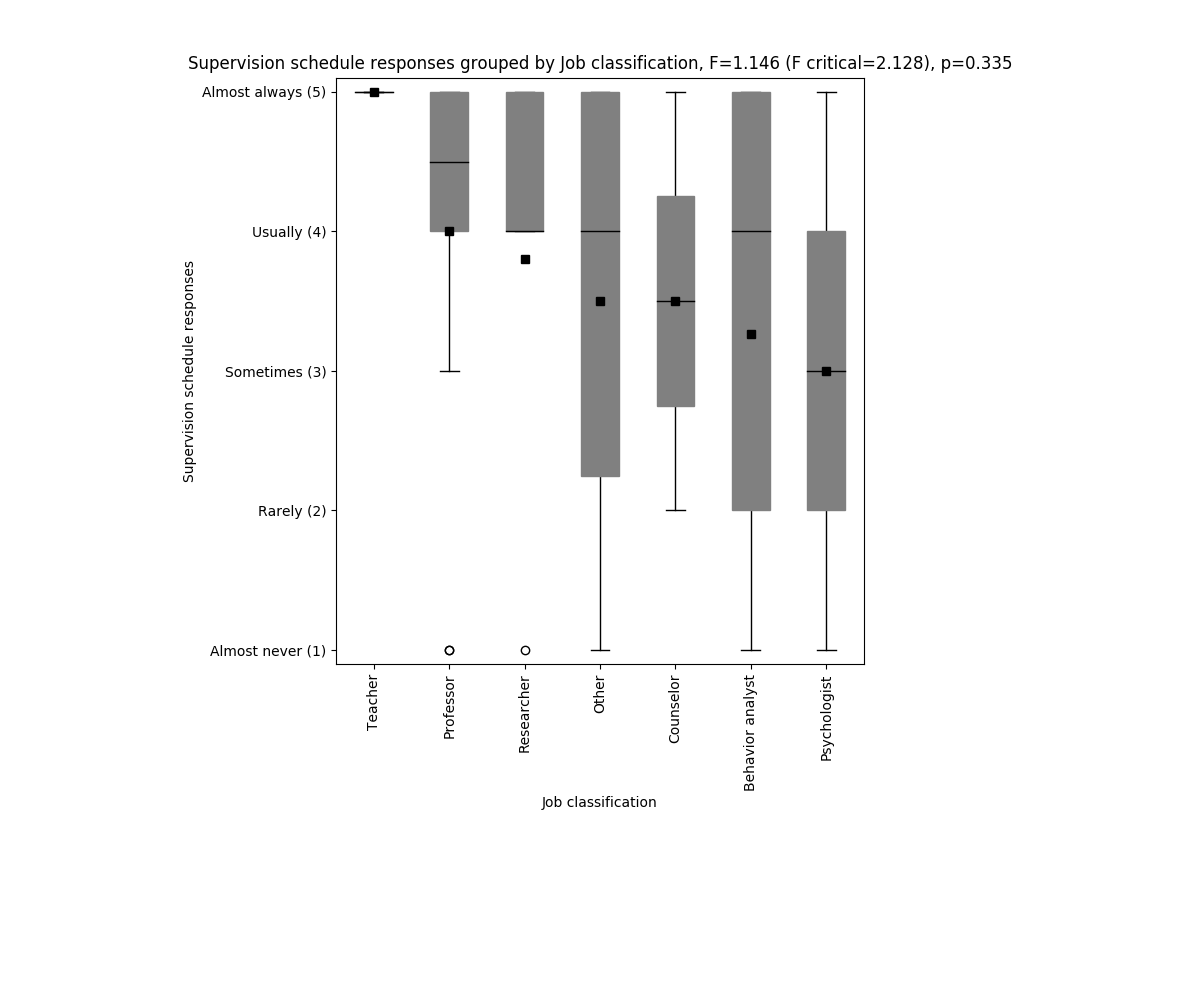 Supervision schedule responses grouped by Job classification, F=1.146 (F critical=2.128), p=0.335
Almost always (5)
Usually (4)
Sometimes (3)
Rarely (2)
Almost never (1)
Supervision schedule responses
Teacher
Professor
Researcher
Other
Counselor
Behavior analyst
Psychologist
Job classification